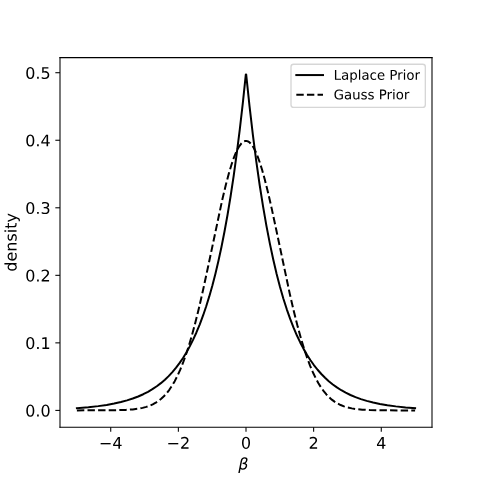 Laplace Prior
Gauss Prior
0.5
0.4
0.3
0.2
0.1
0.0
density
−4 −2 0 2 4
β